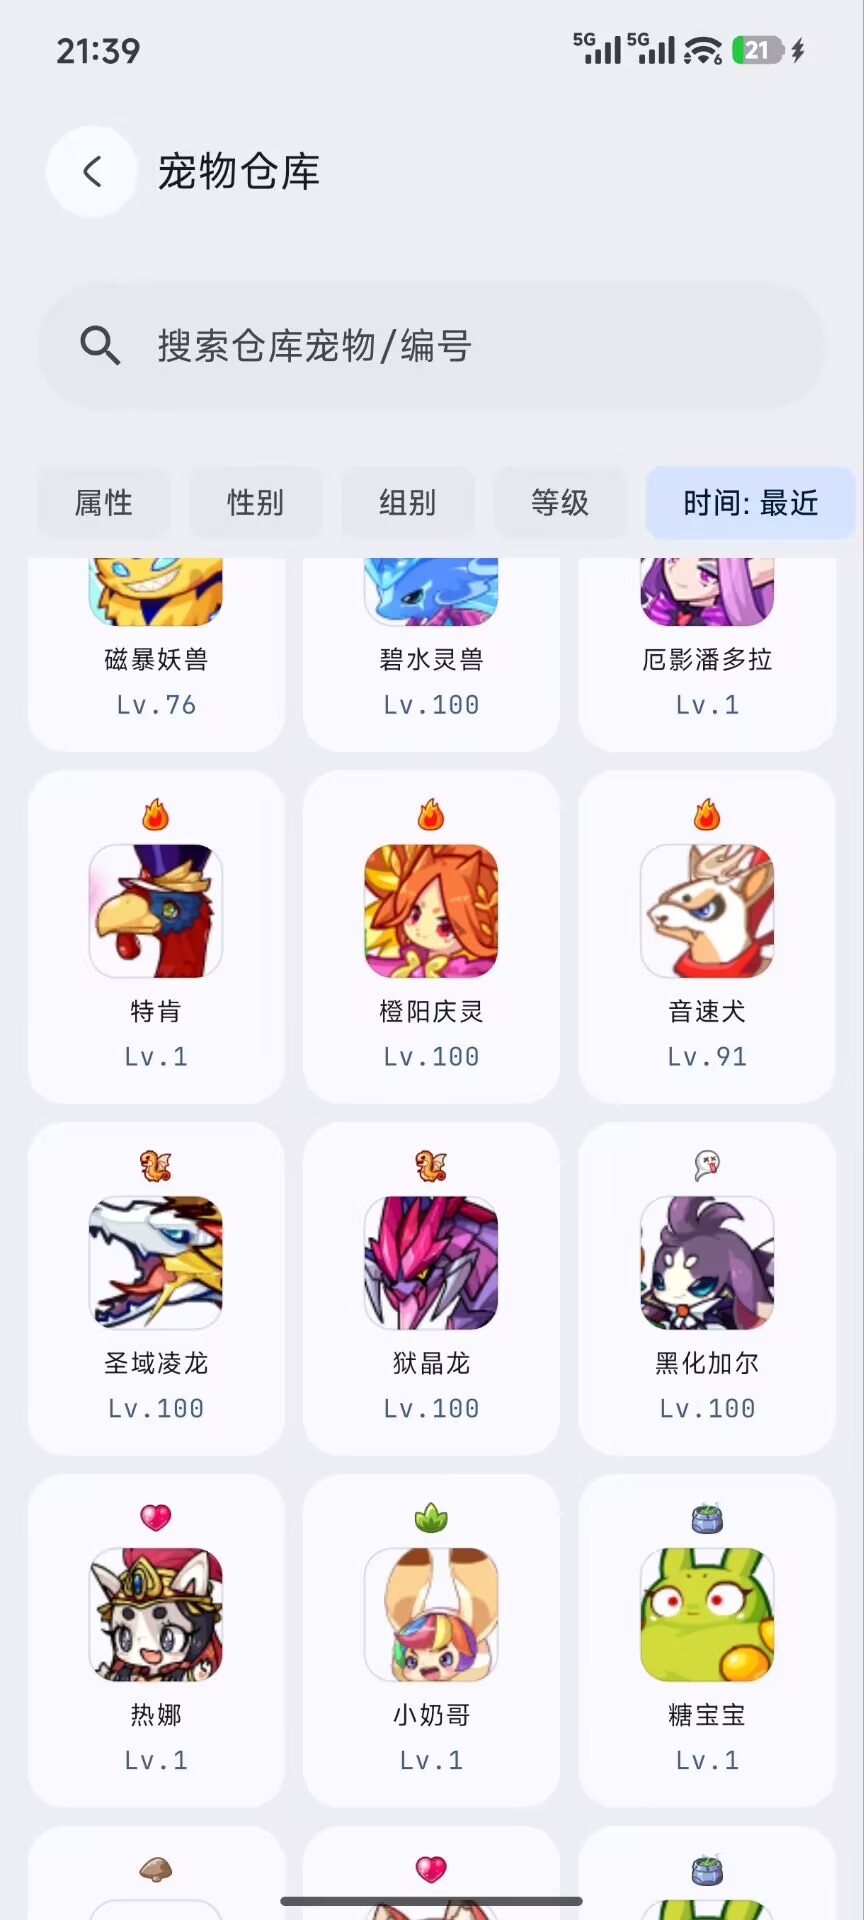 21:39
5G 5G 6 21
宠物仓库
搜索仓库宠物/编号
属性 性别 组别 等级 时间: 最近
磁暴妖兽 碧水灵兽 厄影潘多拉
Lv.76 Lv.100 Lv.1
特肯 橙阳庆灵 音速犬
Lv.1 Lv.100 Lv.91
圣域凌龙 狱晶龙 黑化加尔
Lv.100 Lv.100 Lv.100
热娜 小奶哥 糖宝宝
Lv.1 Lv.1 Lv.1